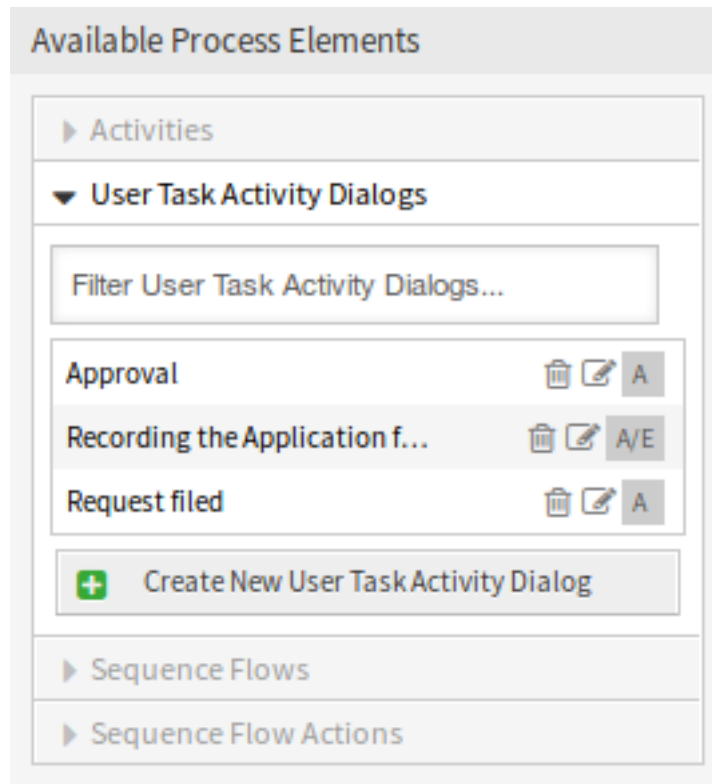 Available Process Elements
Activities
User Task Activity Dialogs
Filter User Task Activity Dialogs...
Approval A
Recording the Application f... A/E
Request filed A
Create New User Task Activity Dialog
Sequence Flows
Sequence Flow Actions